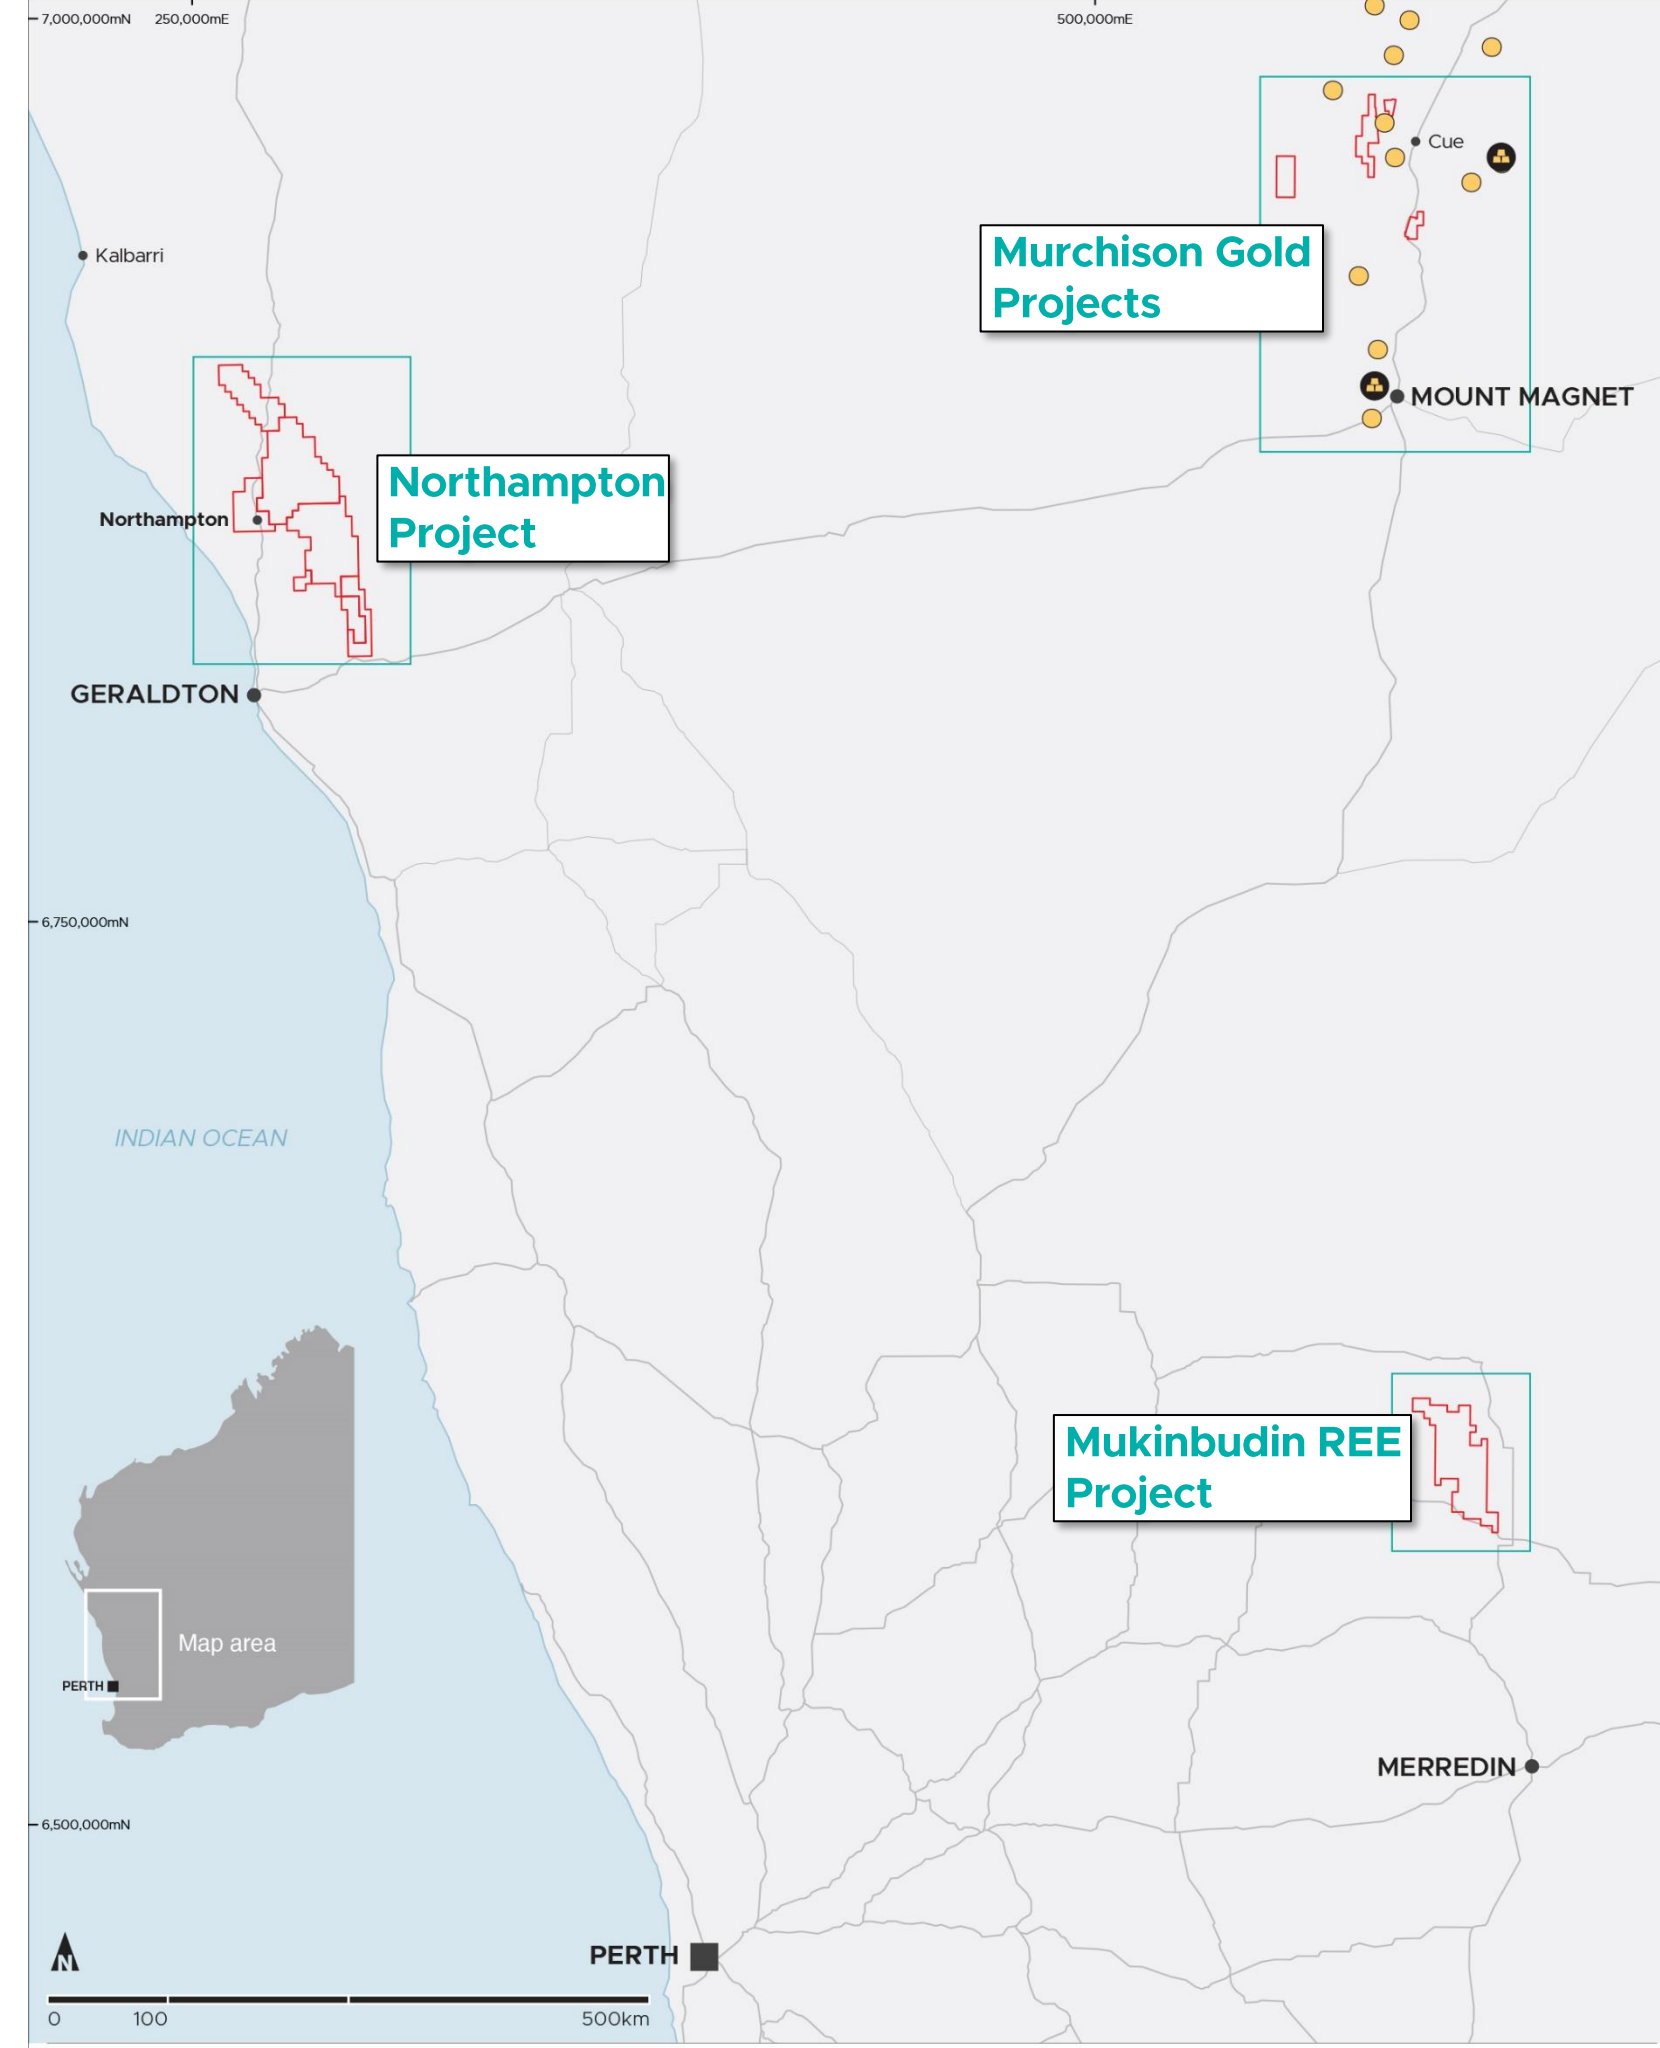 7,000,000mN
250,000mE
500,000mE
Cue
Kalbarri
Murchison Gold
Projects
MOUNT MAGNET
Northampton
Project
Northampton
GERALDTON
6,750,000mN
INDIAN OCEAN
Mukinbudin REE
Project
Map area
PERTH
MERREDIN
6,500,000mN
PERTH
N
0
100
500km